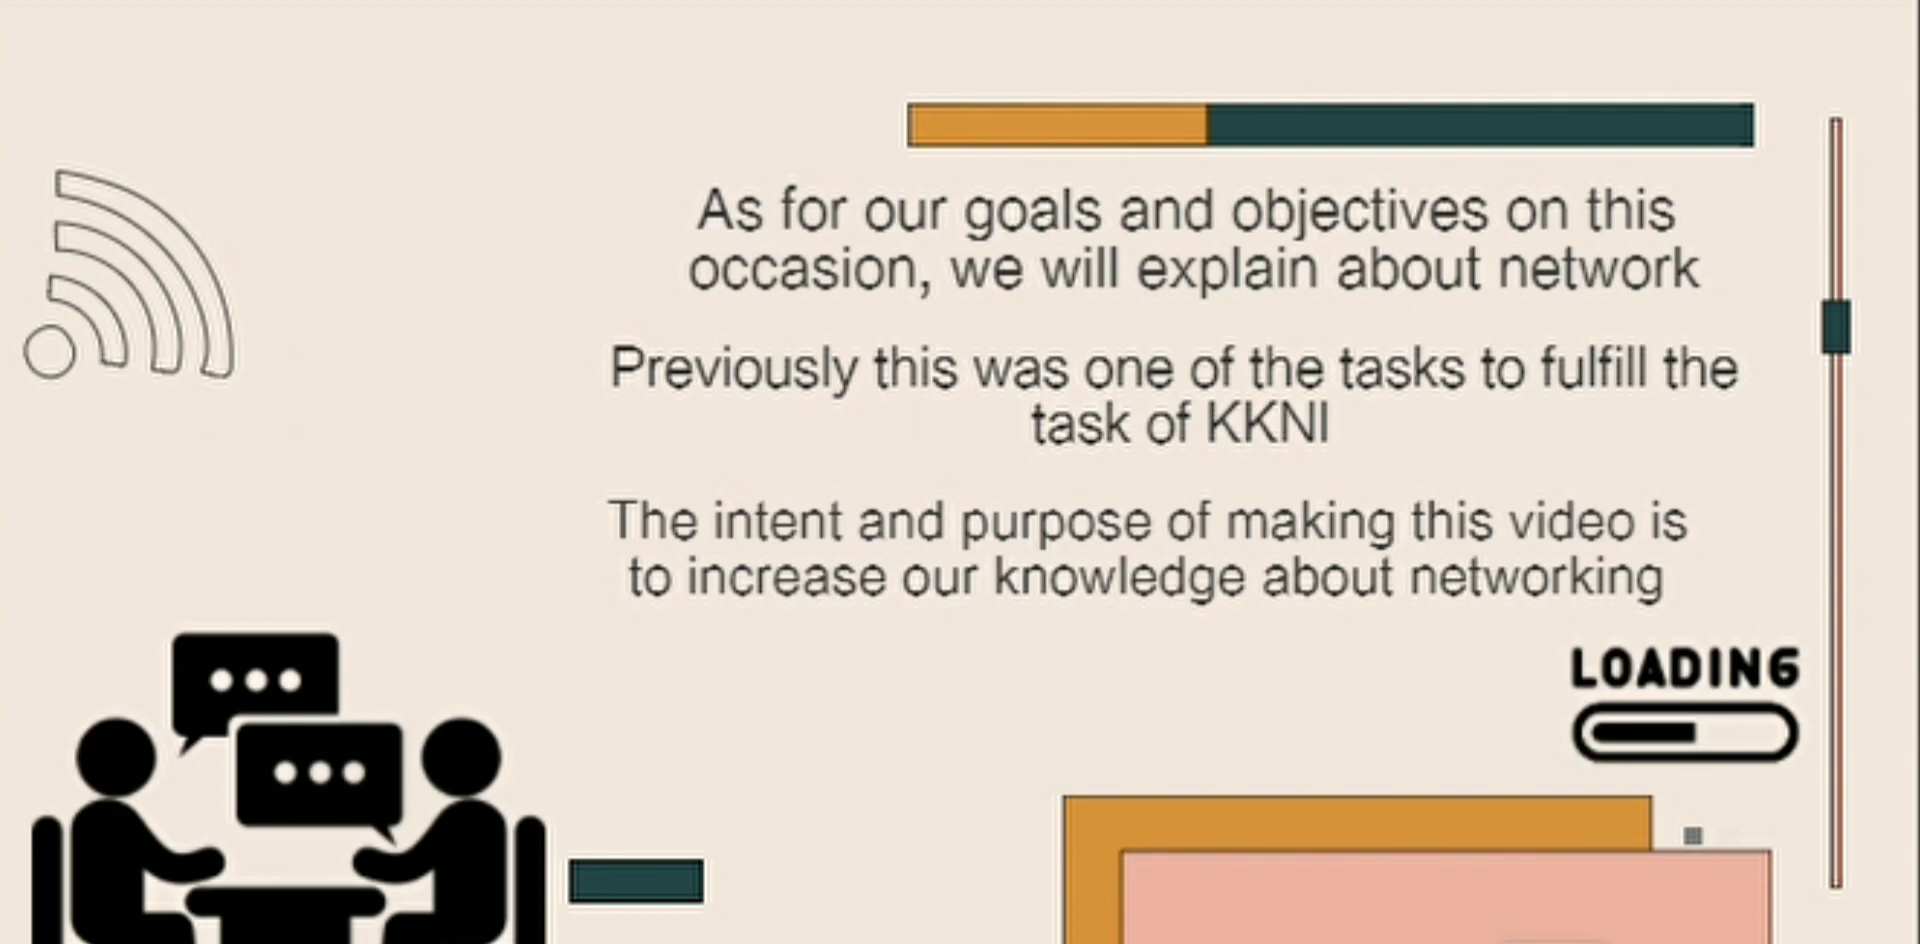 As for our goals and objectives on this
occasion, we will explain about network
Previously this was one of the tasks to fulfill the
task of KKNI
The intent and purpose of making this video is
to increase our knowledge about networking
LOADING